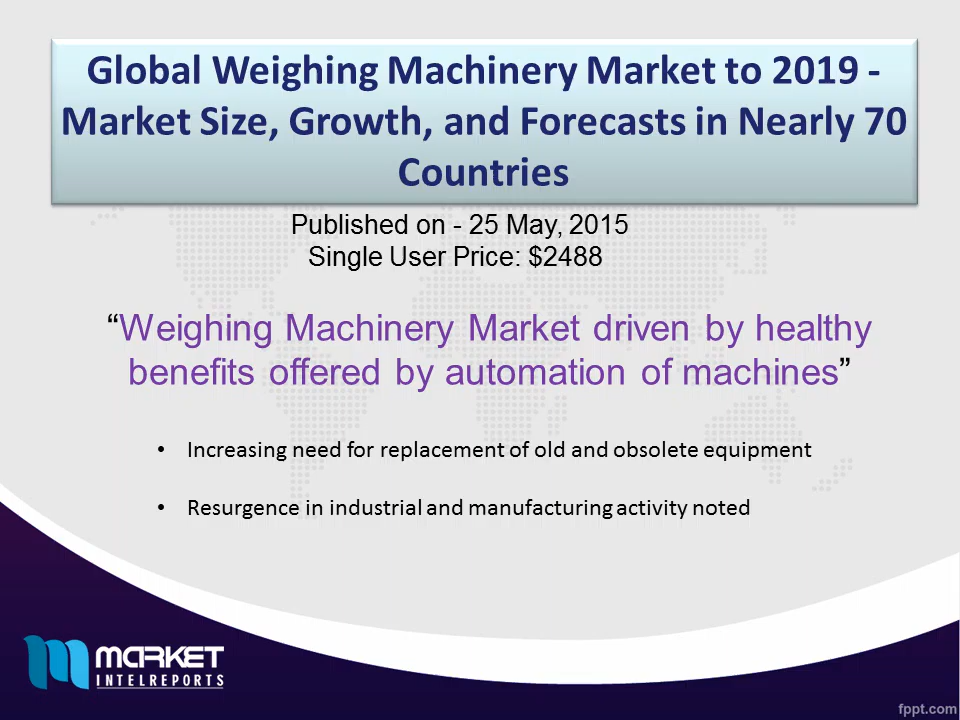 Global Weighing Machinery Market to 2019 -
Market Size, Growth, and Forecasts in Nearly 70
Countries
Published on - 25 May, 2015
Single User Price: $2488
“Weighing Machinery Market driven by healthy
benefits offered by automation of machines”
• Increasing need for replacement of old and obsolete equipment
• Resurgence in industrial and manufacturing activity noted
MARKET
INTELREPORTS
fppt.com